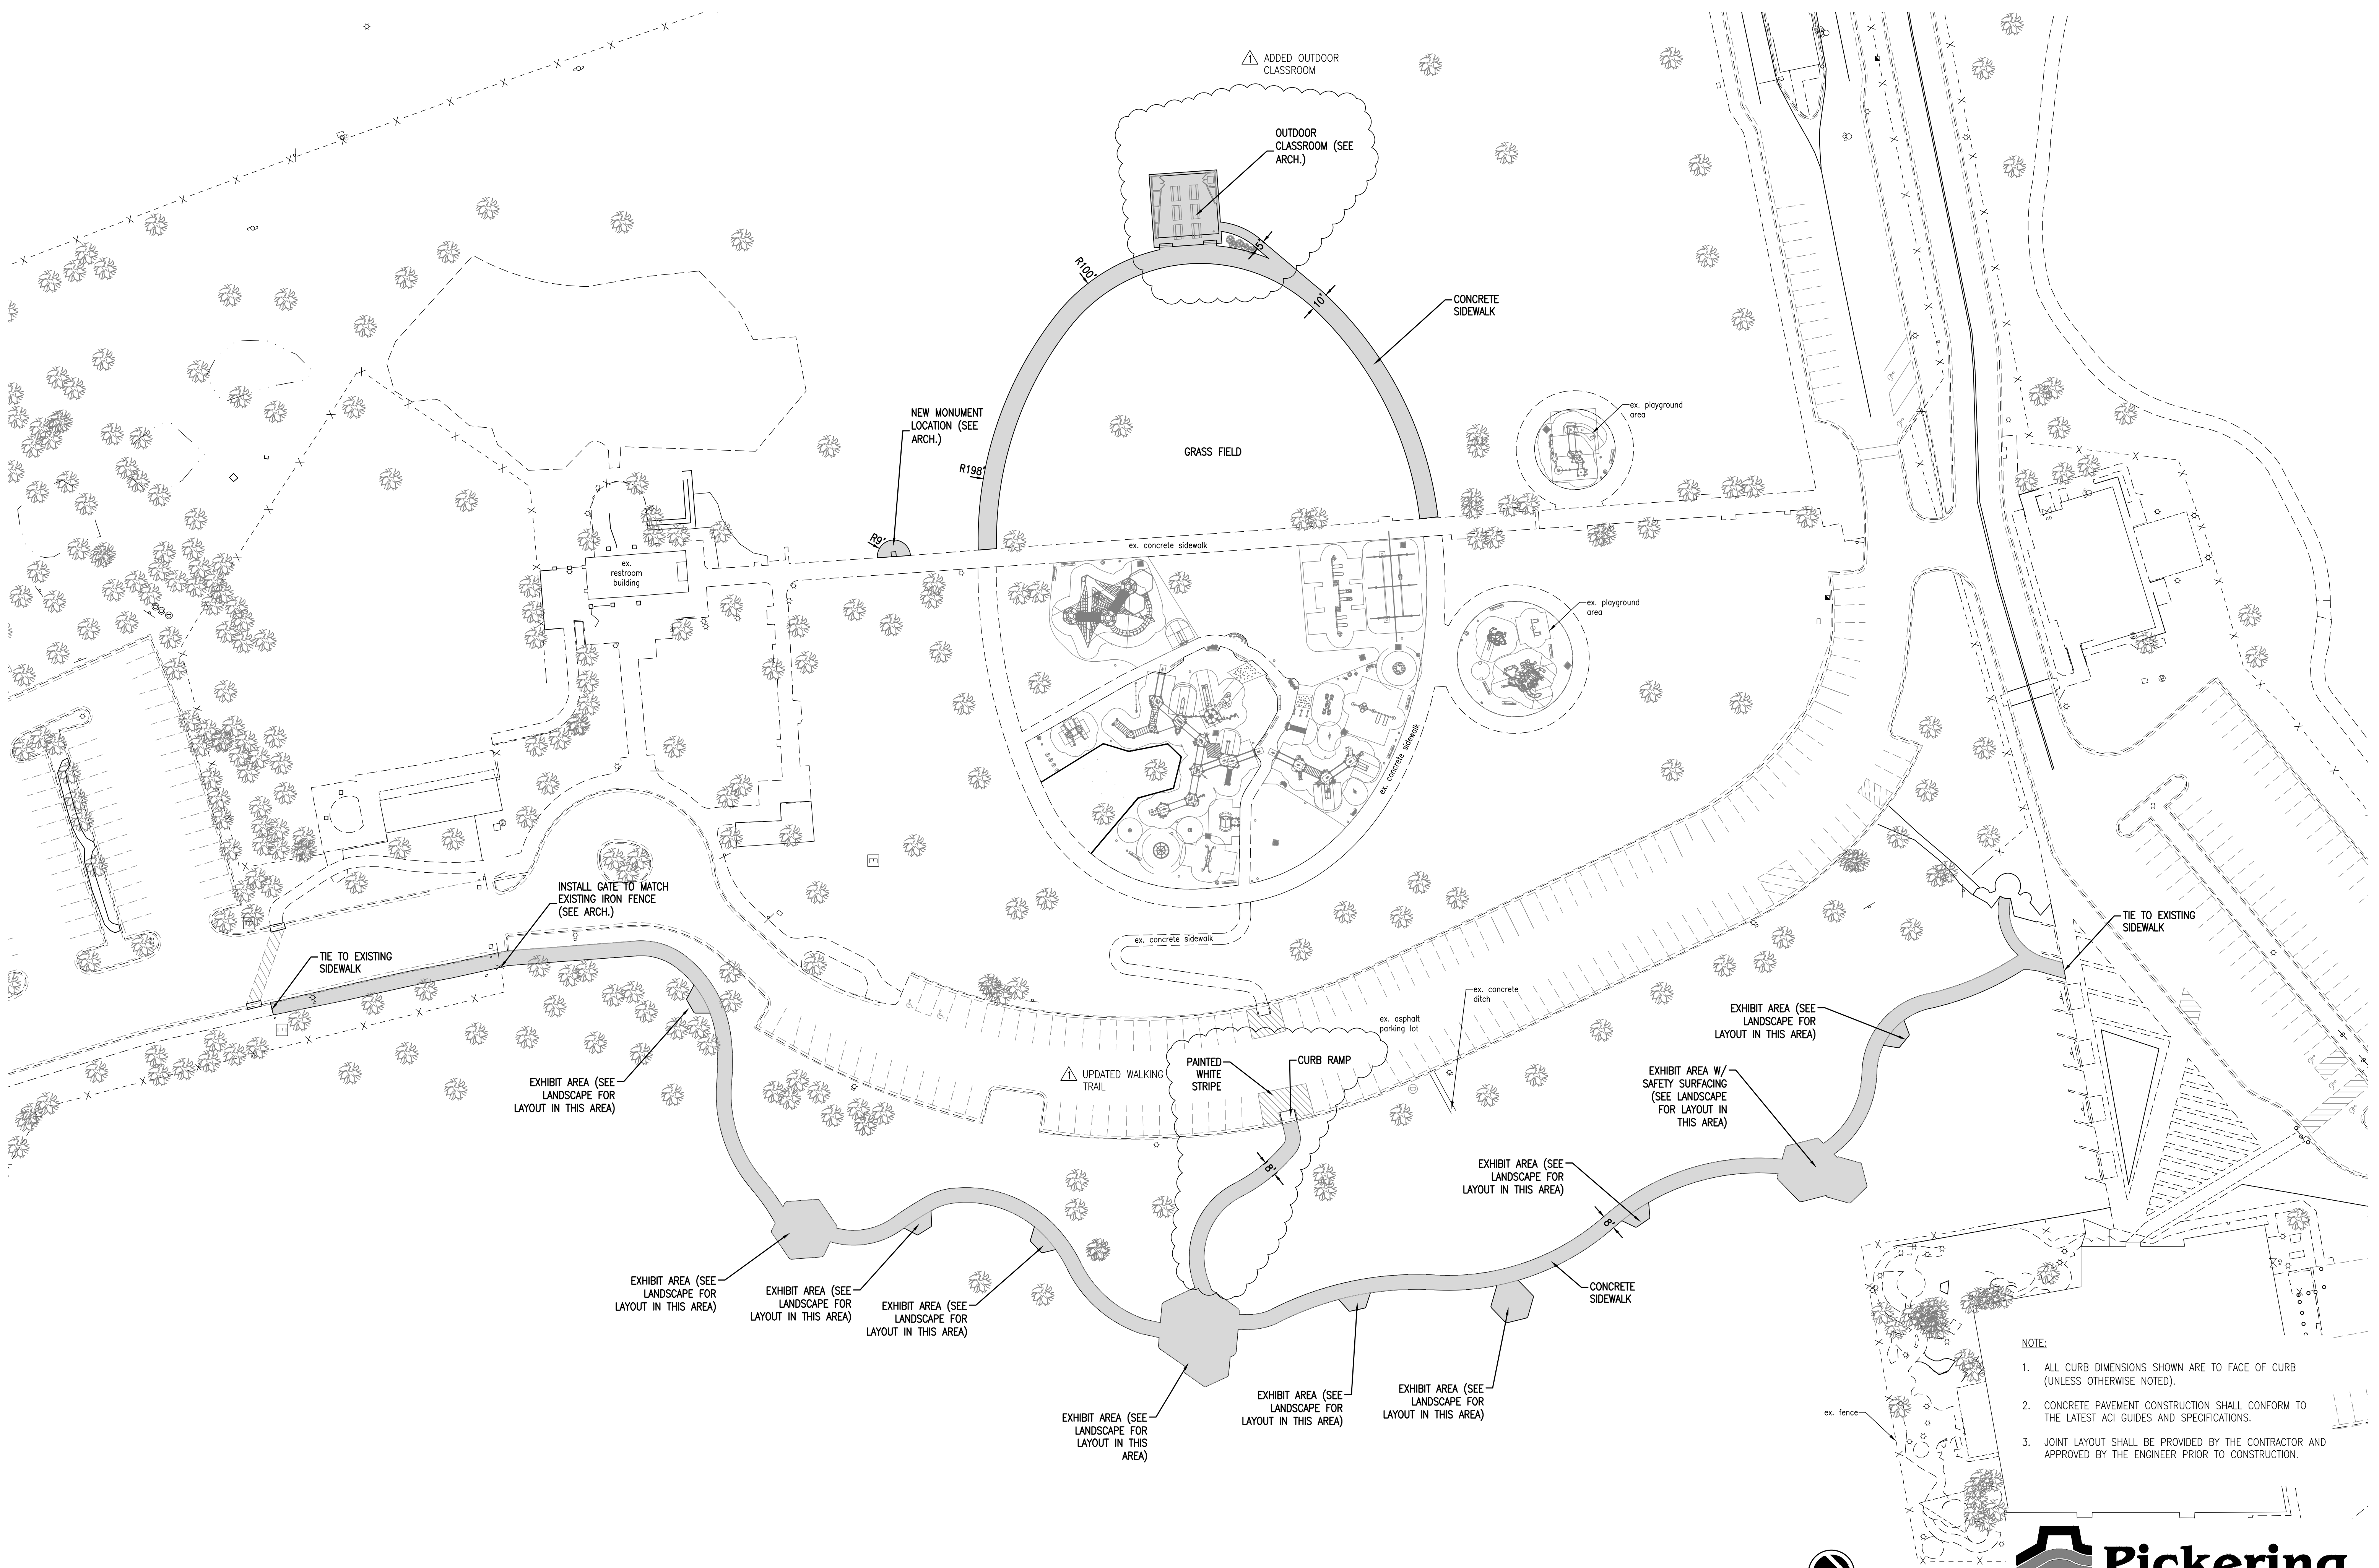 1 ADDED OUTDOOR
CLASSROOM
OUTDOOR
CLASSROOM (SEE
ARCH.)
5'
R100'
10'
CONCRETE
SIDEWALK
ex. playground
area
NEW MONUMENT
LOCATION (SEE
ARCH.)
GRASS FIELD
R198'
R9'
ex. concrete sidewalk
ex.
restroom
building
ex. playground
area
ex. concrete sidewalk
INSTALL GATE TO MATCH
EXISTING IRON FENCE
(SEE ARCH.)
TIE TO EXISTING
SIDEWALK
ex. concrete sidewalk
TIE TO EXISTING
SIDEWALK
ex. concrete
ditch
ex. asphalt
parking lot
EXHIBIT AREA (SEE
LANDSCAPE FOR
LAYOUT IN THIS AREA)
EXHIBIT AREA (SEE
LANDSCAPE FOR
LAYOUT IN THIS AREA)
1 UPDATED WALKING
TRAIL
PAINTED
WHITE
STRIPE
CURB RAMP
EXHIBIT AREA W/
SAFETY SURFACING
(SEE LANDSCAPE
FOR LAYOUT IN
THIS AREA)
8'
EXHIBIT AREA (SEE
LANDSCAPE FOR
LAYOUT IN THIS AREA)
8'
EXHIBIT AREA (SEE
LANDSCAPE FOR
LAYOUT IN THIS AREA)
EXHIBIT AREA (SEE
LANDSCAPE FOR
LAYOUT IN THIS AREA)
EXHIBIT AREA (SEE
LANDSCAPE FOR
LAYOUT IN THIS AREA)
CONCRETE
SIDEWALK
EXHIBIT AREA (SEE
LANDSCAPE FOR
LAYOUT IN THIS
AREA)
EXHIBIT AREA (SEE
LANDSCAPE FOR
LAYOUT IN THIS AREA)
EXHIBIT AREA (SEE
LANDSCAPE FOR
LAYOUT IN THIS AREA)
ex. fence
NOTE:
1. ALL CURB DIMENSIONS SHOWN ARE TO FACE OF CURB
(UNLESS OTHERWISE NOTED).
2. CONCRETE PAVEMENT CONSTRUCTION SHALL CONFORM TO
THE LATEST ACI GUIDES AND SPECIFICATIONS.
3. JOINT LAYOUT SHALL BE PROVIDED BY THE CONTRACTOR AND
APPROVED BY THE ENGINEER PRIOR TO CONSTRUCTION.
Pickering